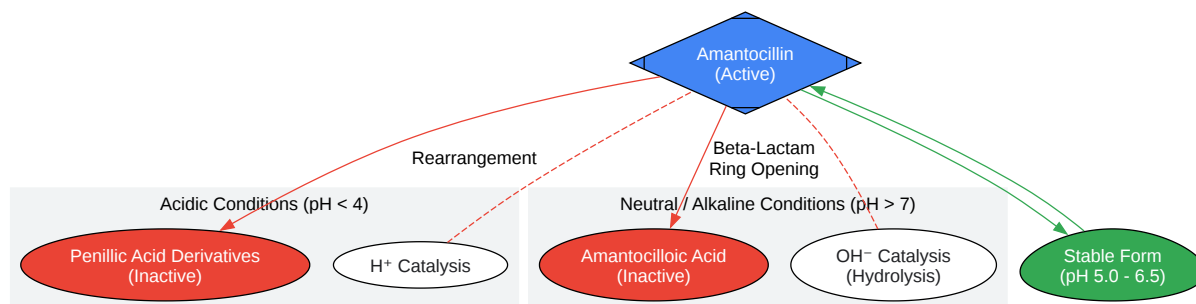 Amantocillin
(Active)
Rearrangement
Beta-Lactam
Ring Opening
Acidic Conditions (pH < 4)
Neutral / Alkaline Conditions (pH > 7)
Penillic Acid Derivatives
(Inactive)
H⁺ Catalysis
Amantocilloic Acid
(Inactive)
OH⁻ Catalysis
(Hydrolysis)
Stable Form
(pH 5.0 - 6.5)